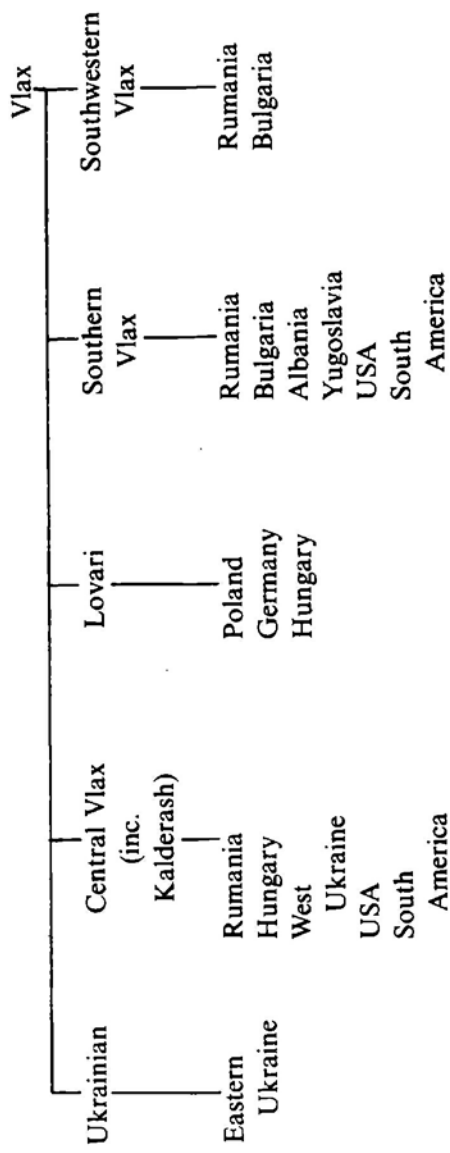 Vlax
Ukrainian
Eastern
Ukraine
Central Vlax
(inc.
Kalderash)
Rumania
Hungary
West
Ukraine
USA
South
America
Lovari
Poland
Germany
Hungary
Southern
Vlax
Rumania
Bulgaria
Albania
Yugoslavia
USA
South
America
Southwestern
Vlax
Rumania
Bulgaria